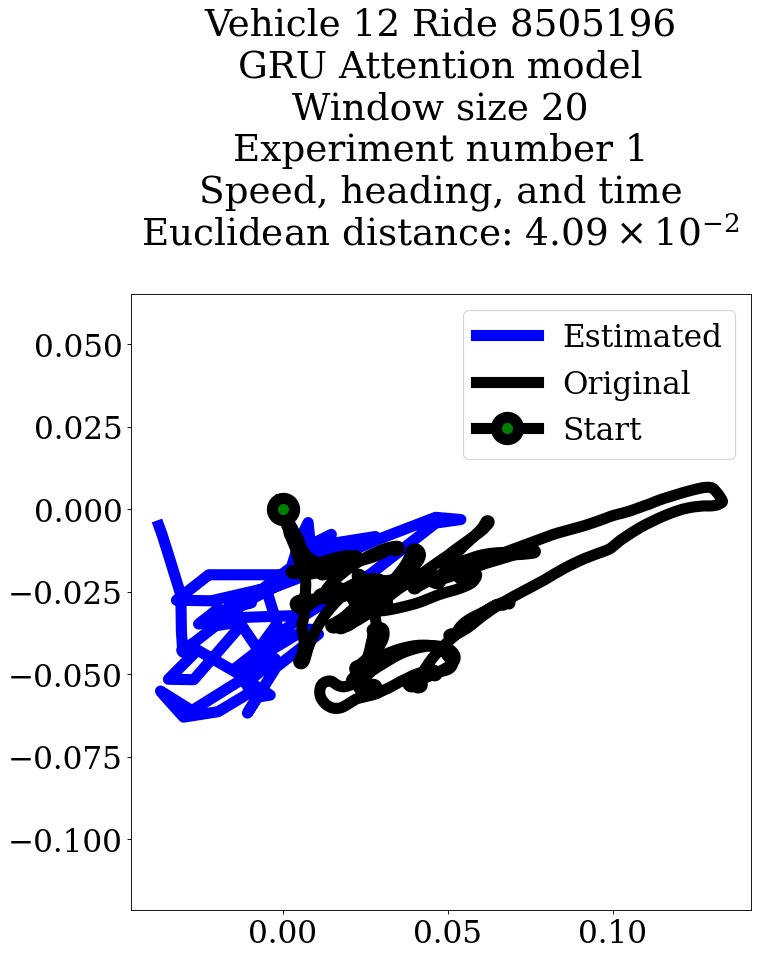 Vehicle 12 Ride 8505196
GRU Attention model
Window size 20
Experiment number 1
Speed, heading, and time
Euclidean distance: 4.09 × 10⁻²
Estimated
Original
Start
0.050
0.025
0.000
−0.025
−0.050
−0.075
−0.100
0.00 0.05 0.10